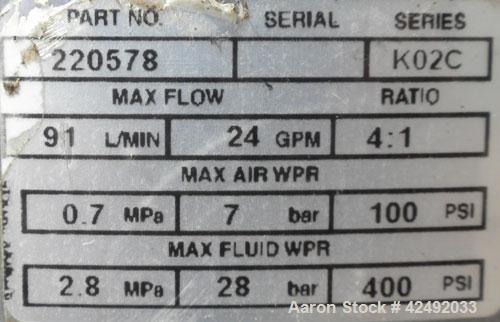 PART NO. SERIAL SERIES
220578 K02C
MAX FLOW RATIO
91 L/MIN 24 GPM 4:1
MAX AIR WPR
0.7 MPa 7 bar 100 PSI
MAX FLUID WPR
2.8 MPa 28 bar 400 PSI
Aaron Stock # 42492033